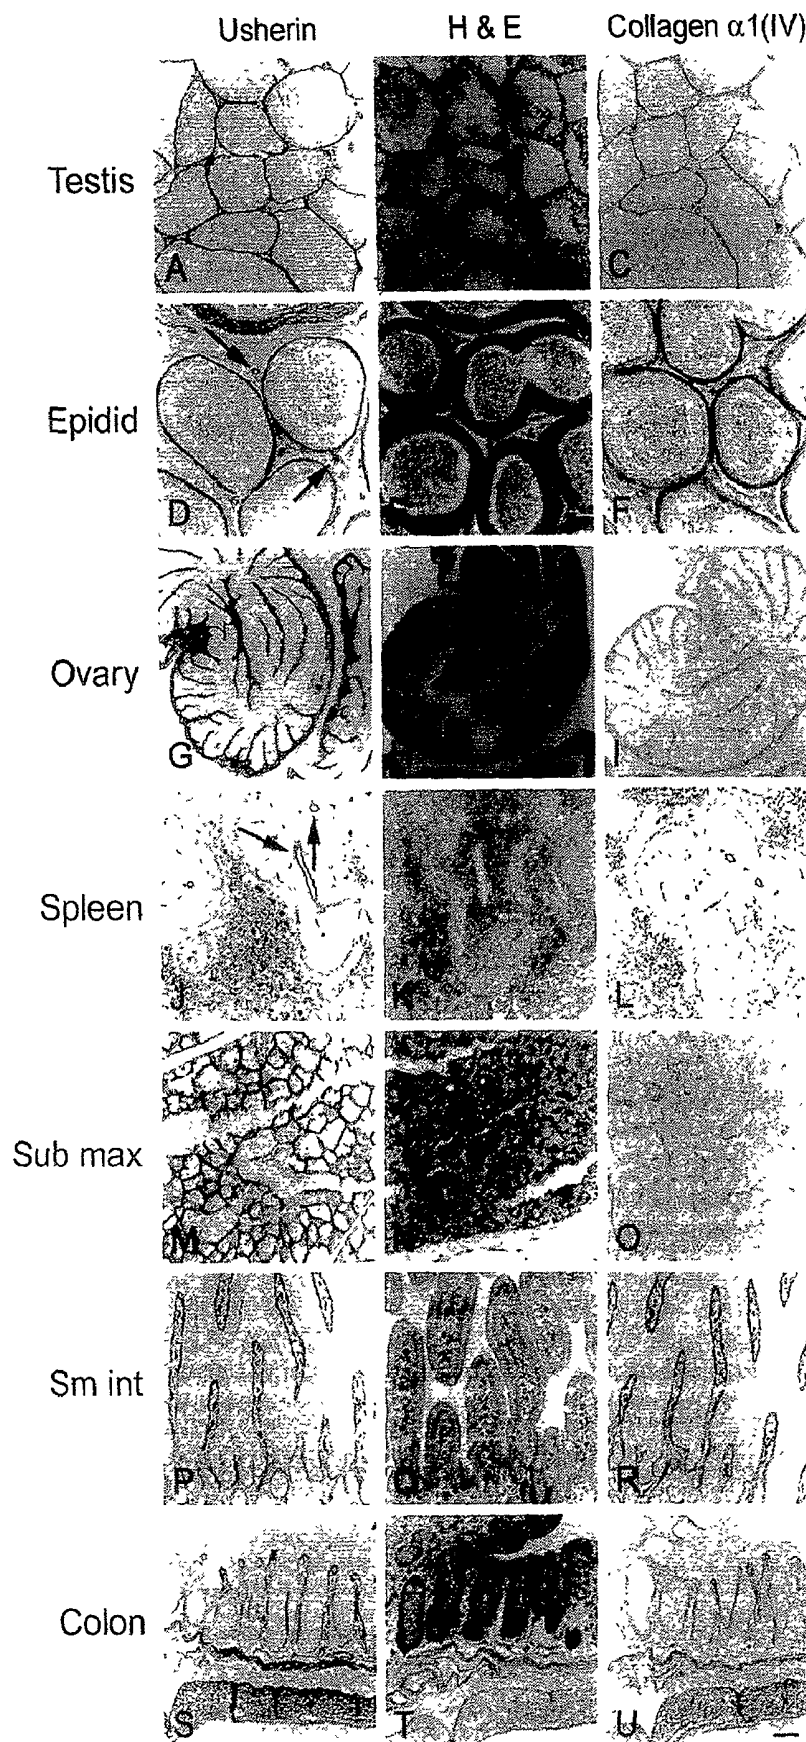 Usherin H & E Collagen α1(IV)
Testis
A C
Epidid
D F
Ovary
G I
Spleen
J K L
Sub max
M O
Sm int
P Q R
Colon
S T U